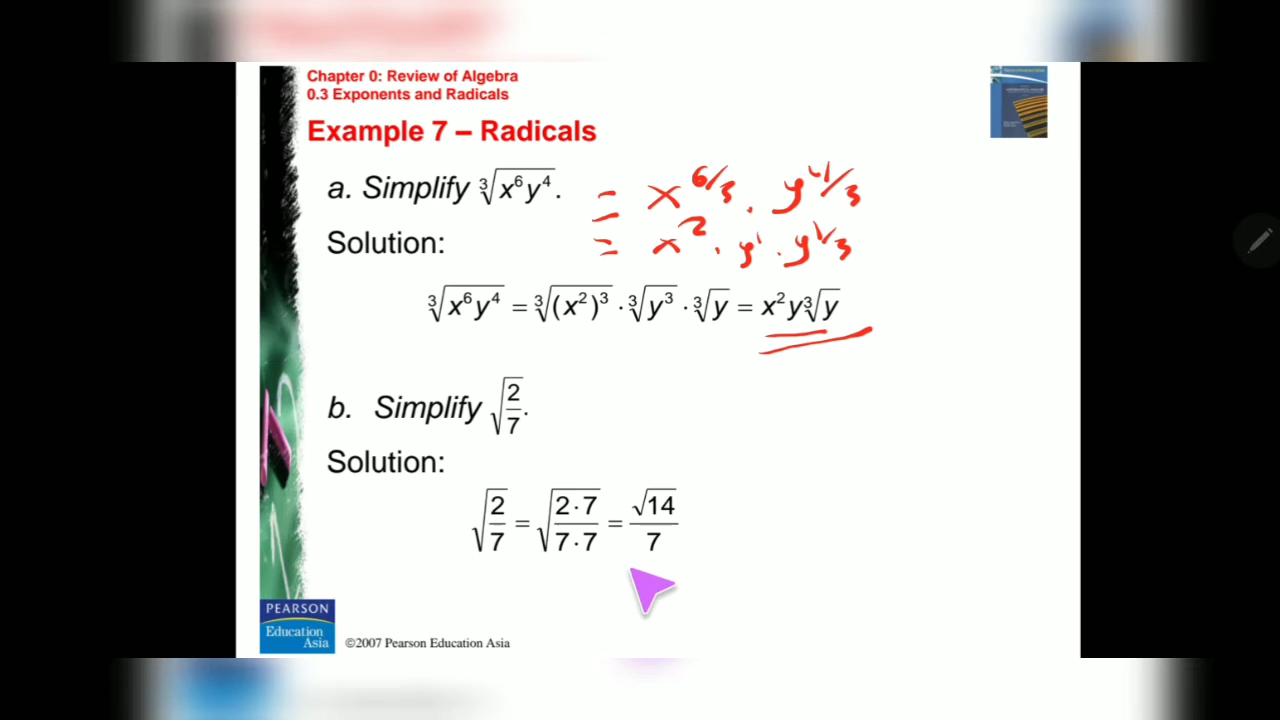 Chapter 0: Review of Algebra
0.3 Exponents and Radicals
Example 7 – Radicals
a. Simplify ∛(x⁶y⁴). = x^(6/3) . y^(4/3)
Solution: = x² . y¹ . y^(1/3)
∛(x⁶y⁴) = ∛((x²)³) · ∛(y³) · ∛y = x²y∛y
b. Simplify √(2/7).
Solution:
√(2/7) = √((2·7)/(7·7)) = √14/7
PEARSON
Education
Asia
©2007 Pearson Education Asia